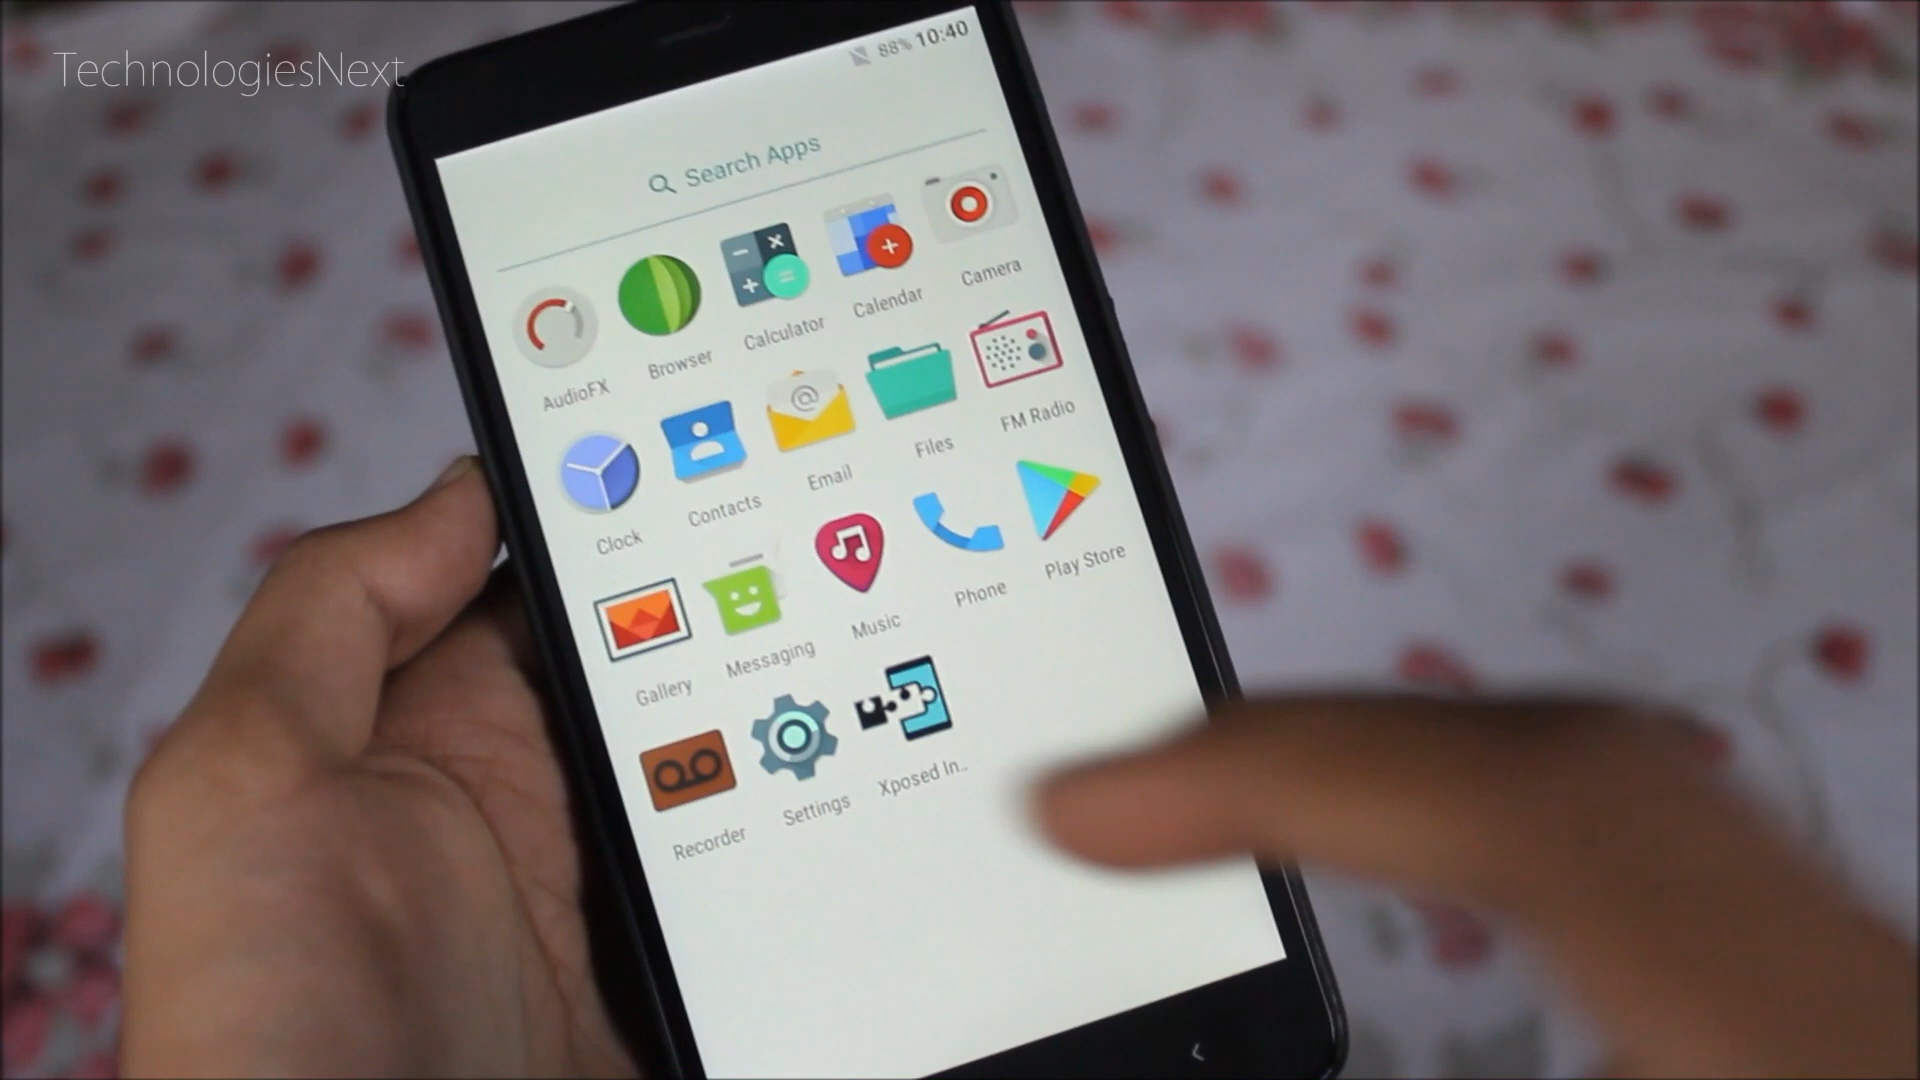 TechnologiesNext
88% 10:40
Search Apps
AudioFX
Browser
Calculator
Calendar
Camera
Clock
Contacts
Email
Files
FM Radio
Gallery
Messaging
Music
Phone
Play Store
Recorder
Settings
Xposed In..